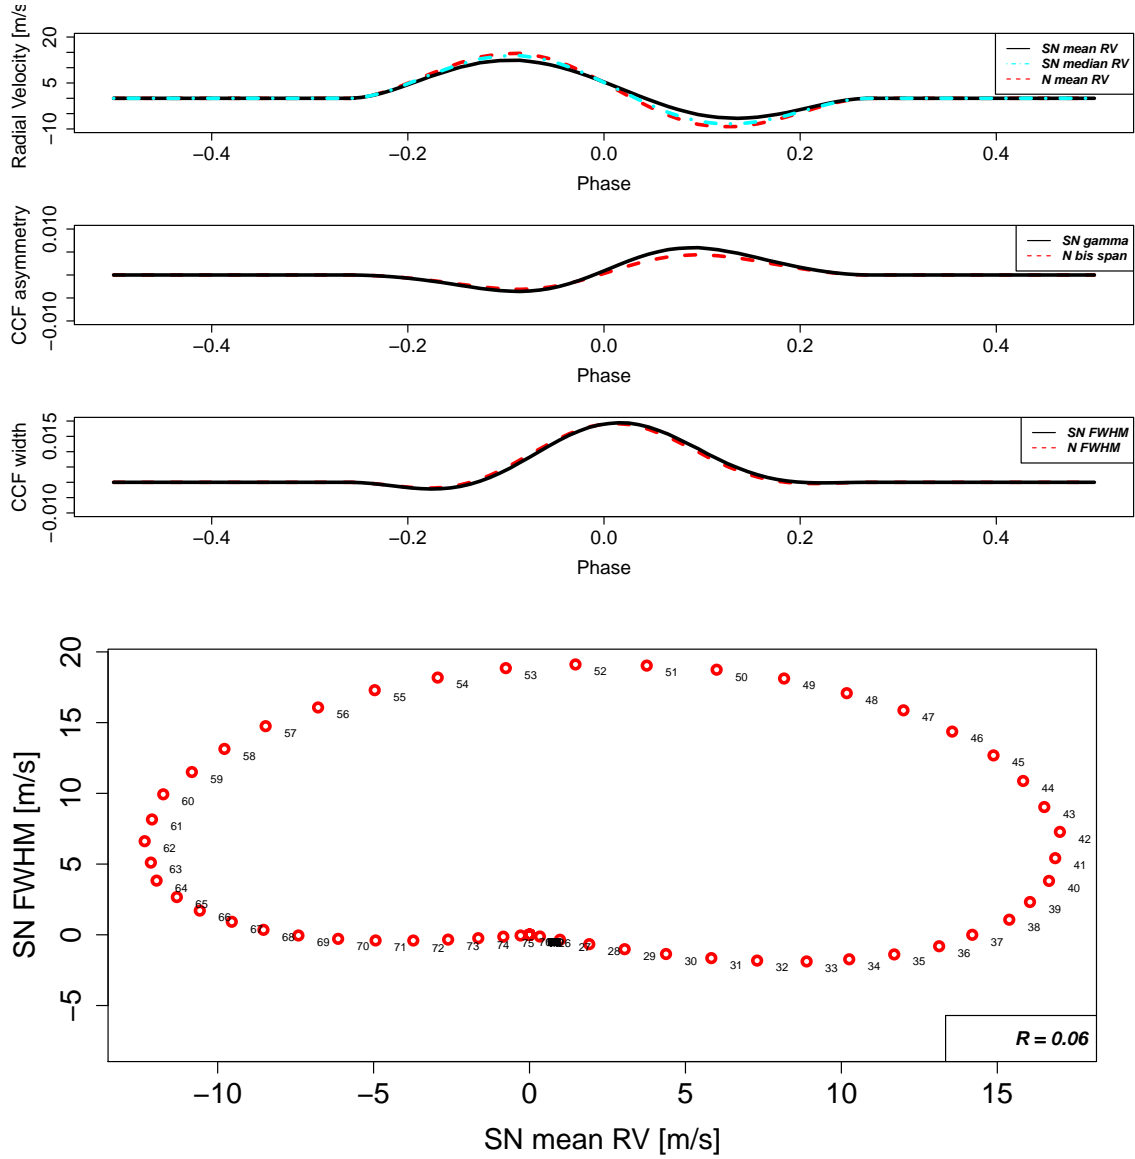 Radial Velocity [m/s
20
5
−10
SN mean RV
SN median RV
N mean RV
−0.4 −0.2 0.0 0.2 0.4
Phase
CCF asymmetry
0.010
−0.010
SN gamma
N bis span
−0.4 −0.2 0.0 0.2 0.4
Phase
CCF width
0.015
−0.010
SN FWHM
N FWHM
−0.4 −0.2 0.0 0.2 0.4
Phase
SN FWHM [m/s]
20
15
10
5
0
−5
53 52 51 50 49 48 47 46 45 44 43 42 41 40 39 38 37 36 35 34 33 32 31 30 29 28 27
54 55 56 57 58 59 60 61 62 63 64 65 66 67 68 69 70 71 72 73 74 75
R = 0.06
−10 −5 0 5 10 15
SN mean RV [m/s]